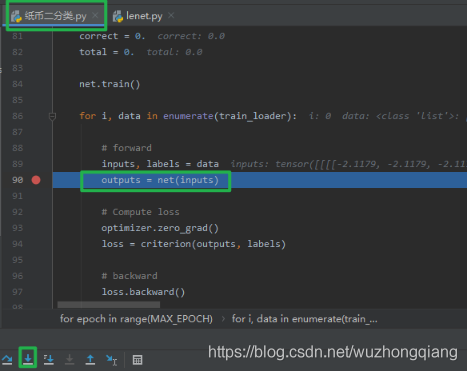 纸币二分类.py
lenet.py
81 correct = 0. correct: 0.0
82 total = 0. total: 0.0
83
84 net.train()
85
86 for i, data in enumerate(train_loader): i: 0 data: <class 'list'>:
87
88 # forward
89 inputs, labels = data inputs: tensor([[[[-2.1179, -2.1179, -2.11
90 outputs = net(inputs)
91
92 # Compute loss
93 optimizer.zero_grad()
94 loss = criterion(outputs, labels)
95
96 # backward
97 loss.backward()
98
for epoch in range(MAX_EPOCH) › for i, data in enumerate(train_...
https://blog.csdn.net/wuzhongqiang